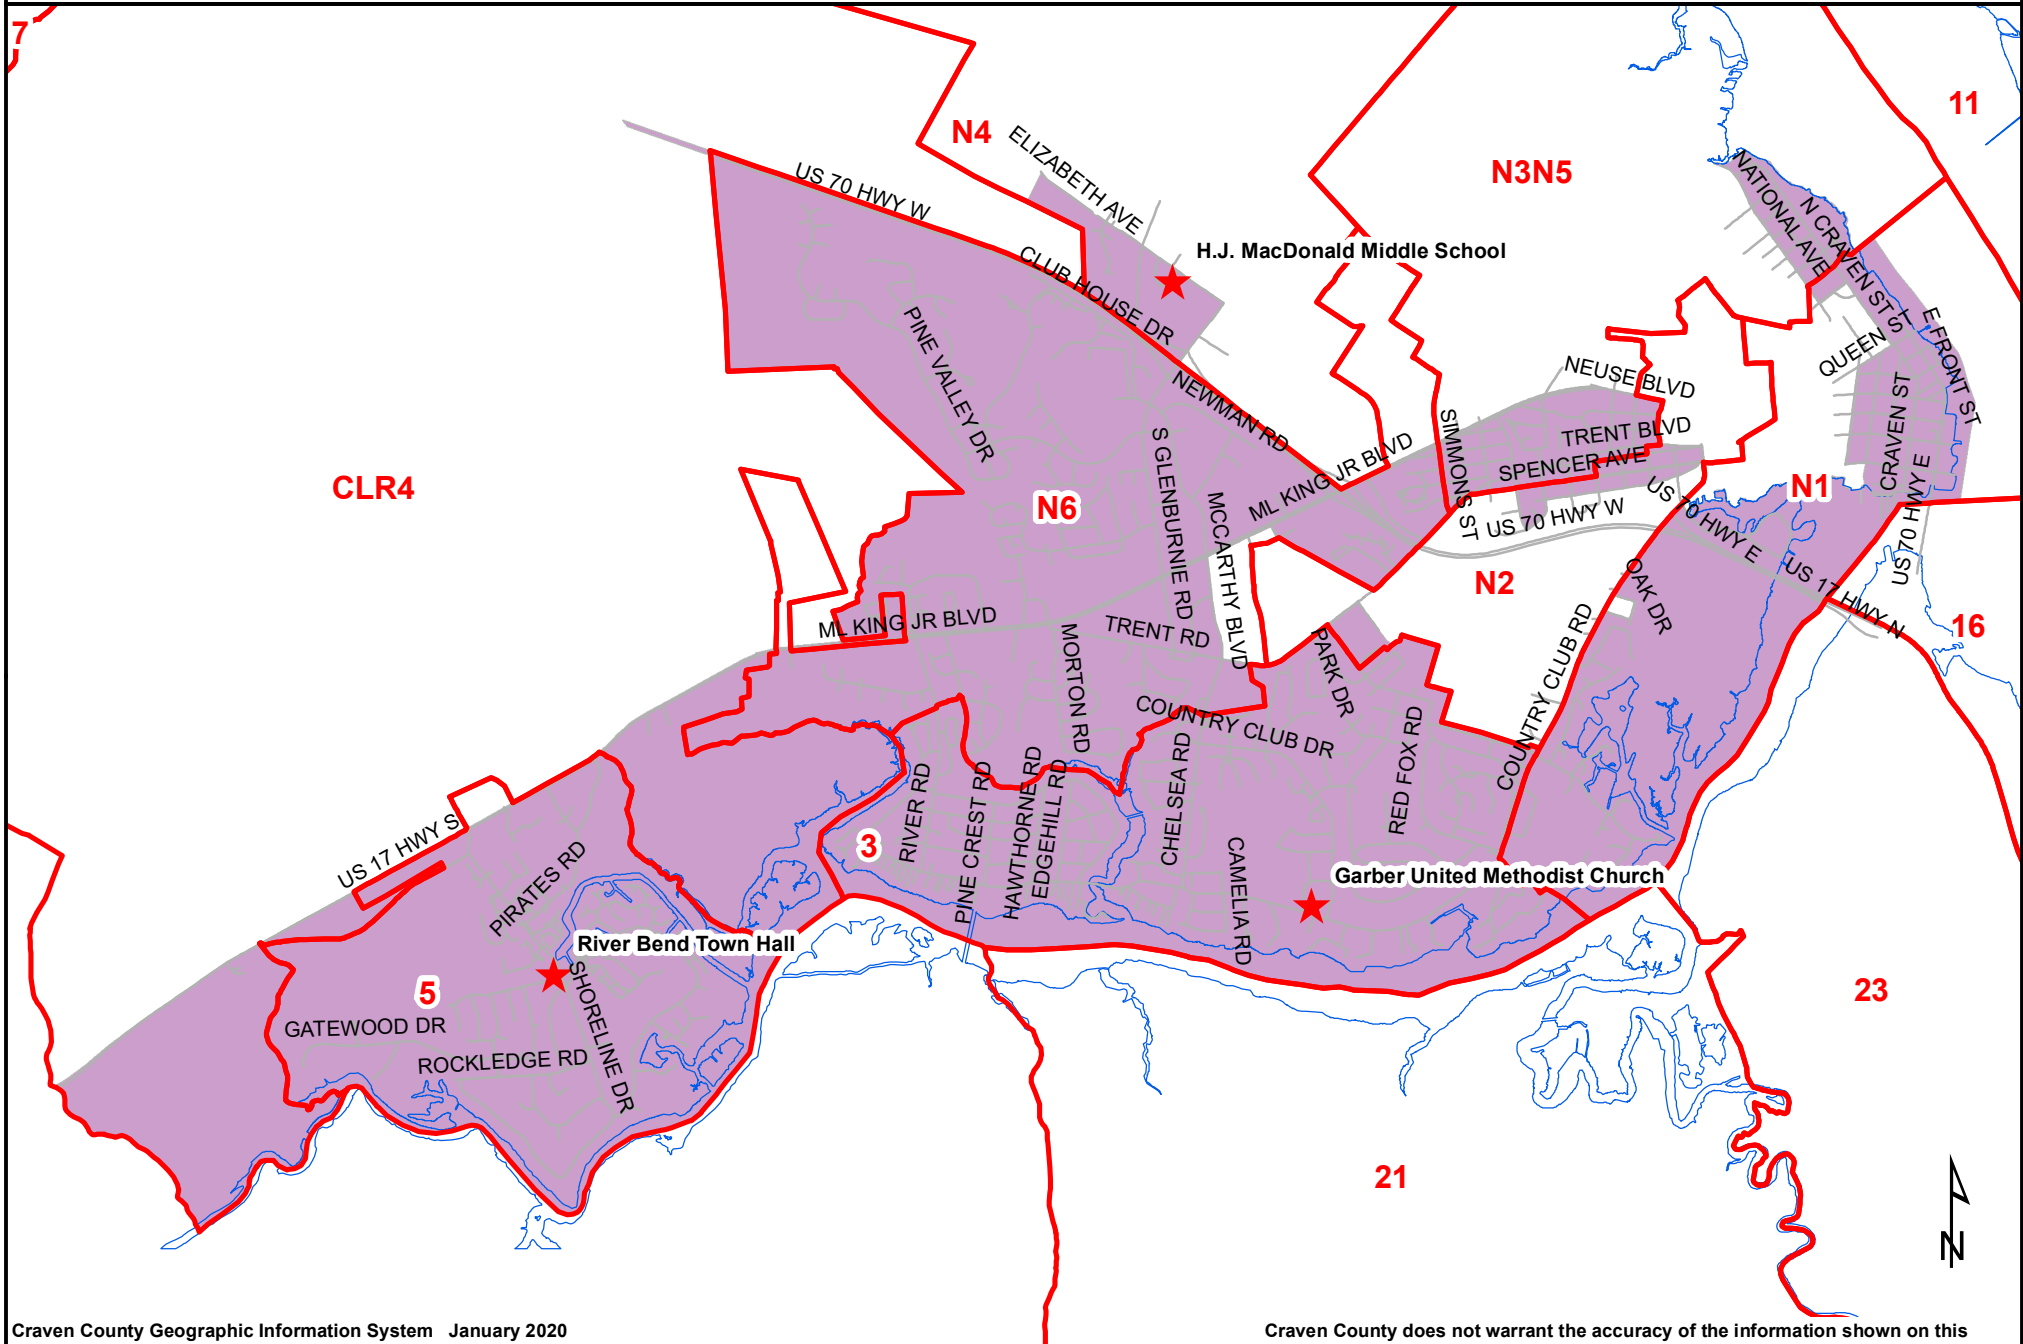 7
11
N4
ELIZABETH AVE
N3N5
US 70 HWY W
NATIONAL AVE
N CRAVEN ST
H.J. MacDonald Middle School
CLUB HOUSE DR
PINE VALLEY DR
E FRONT ST
ST
QUEEN
NEWMAN RD
NEUSE BLVD
CRAVEN ST
TRENT BLVD
SIMMONS ST
S GLENBURNIE RD
ML KING JR BLVD
SPENCER AVE
CLR4
N6
N1
MCCARTHY BLVD
US 70 HWY W
US 70 HWY E
US 70 HWY E
N2
OAK DR
US 17 HWY N
16
ML KING JR BLVD
TRENT RD
MORTON RD
PARK DR
COUNTRY CLUB RD
COUNTRY CLUB DR
RED FOX RD
CHELSEA RD
HAWTHORNE RD
EDGEHILL RD
PINE CREST RD
RIVER RD
3
US 17 HWY S
PIRATES RD
CAMELIA RD
Garber United Methodist Church
River Bend Town Hall
5
SHORELINE DR
23
GATEWOOD DR
ROCKLEDGE RD
21
N
Craven County Geographic Information System January 2020
Craven County does not warrant the accuracy of the information shown on this